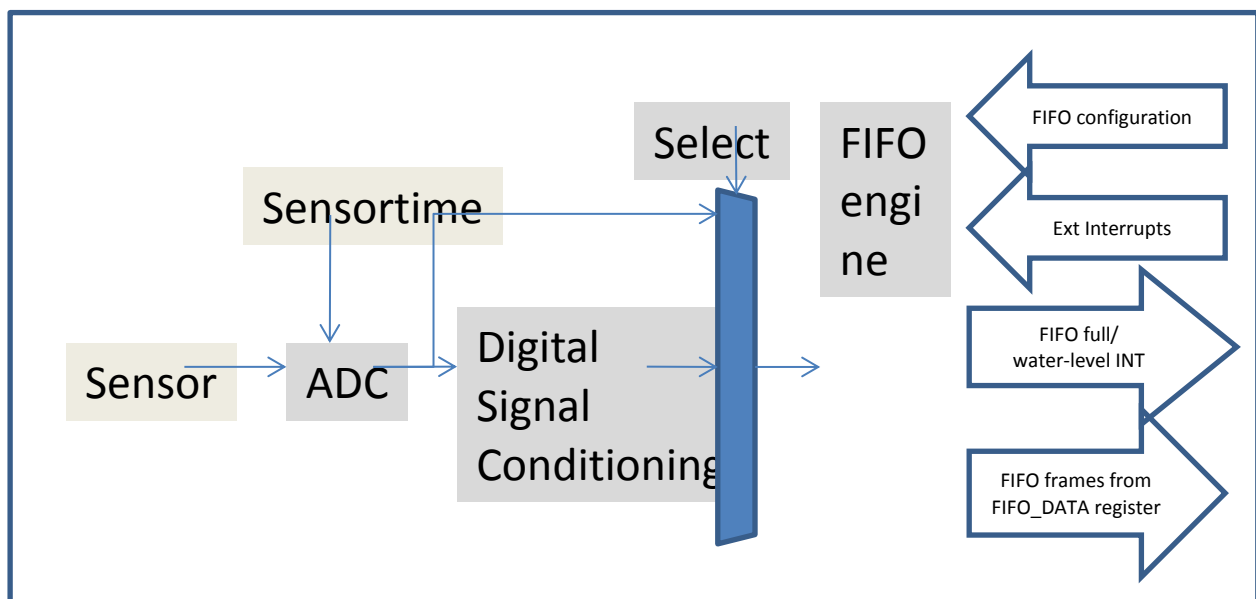 Select
FIFO
engi
ne
FIFO configuration
Sensortime
Ext Interrupts
Sensor
ADC
Digital
Signal
Conditioning
FIFO full/
water-level INT
FIFO frames from
FIFO_DATA register